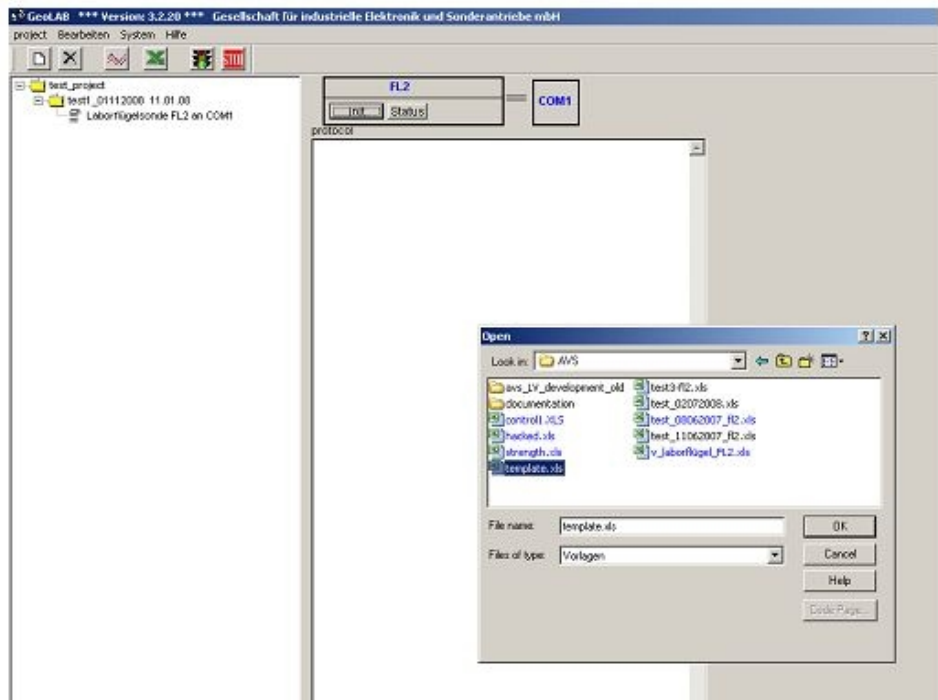 GeoLAB *** Version: 3.2.20 *** Gesellschaft für industrielle Elektronik und Sonderantriebe mbH
project Bearbeiten System Hilfe
test_project
test1_01112008 11.01.08
Laborflügelsonde FL2 an COM1
FL2
Init Status
COM1
protocol
Open
Look in: AVS
avs_LV_development_old
documentation
control1.XLS
hacked.xls
strength.xls
template.xls
test3-fl2.xls
test_02072008.xls
test_08062007_fl2.xls
test_11062007_fl2.xls
v_laborflügel_FL2.xls
File name: template.xls
OK
Files of type: Vorlagen
Cancel
Help
Code Page...